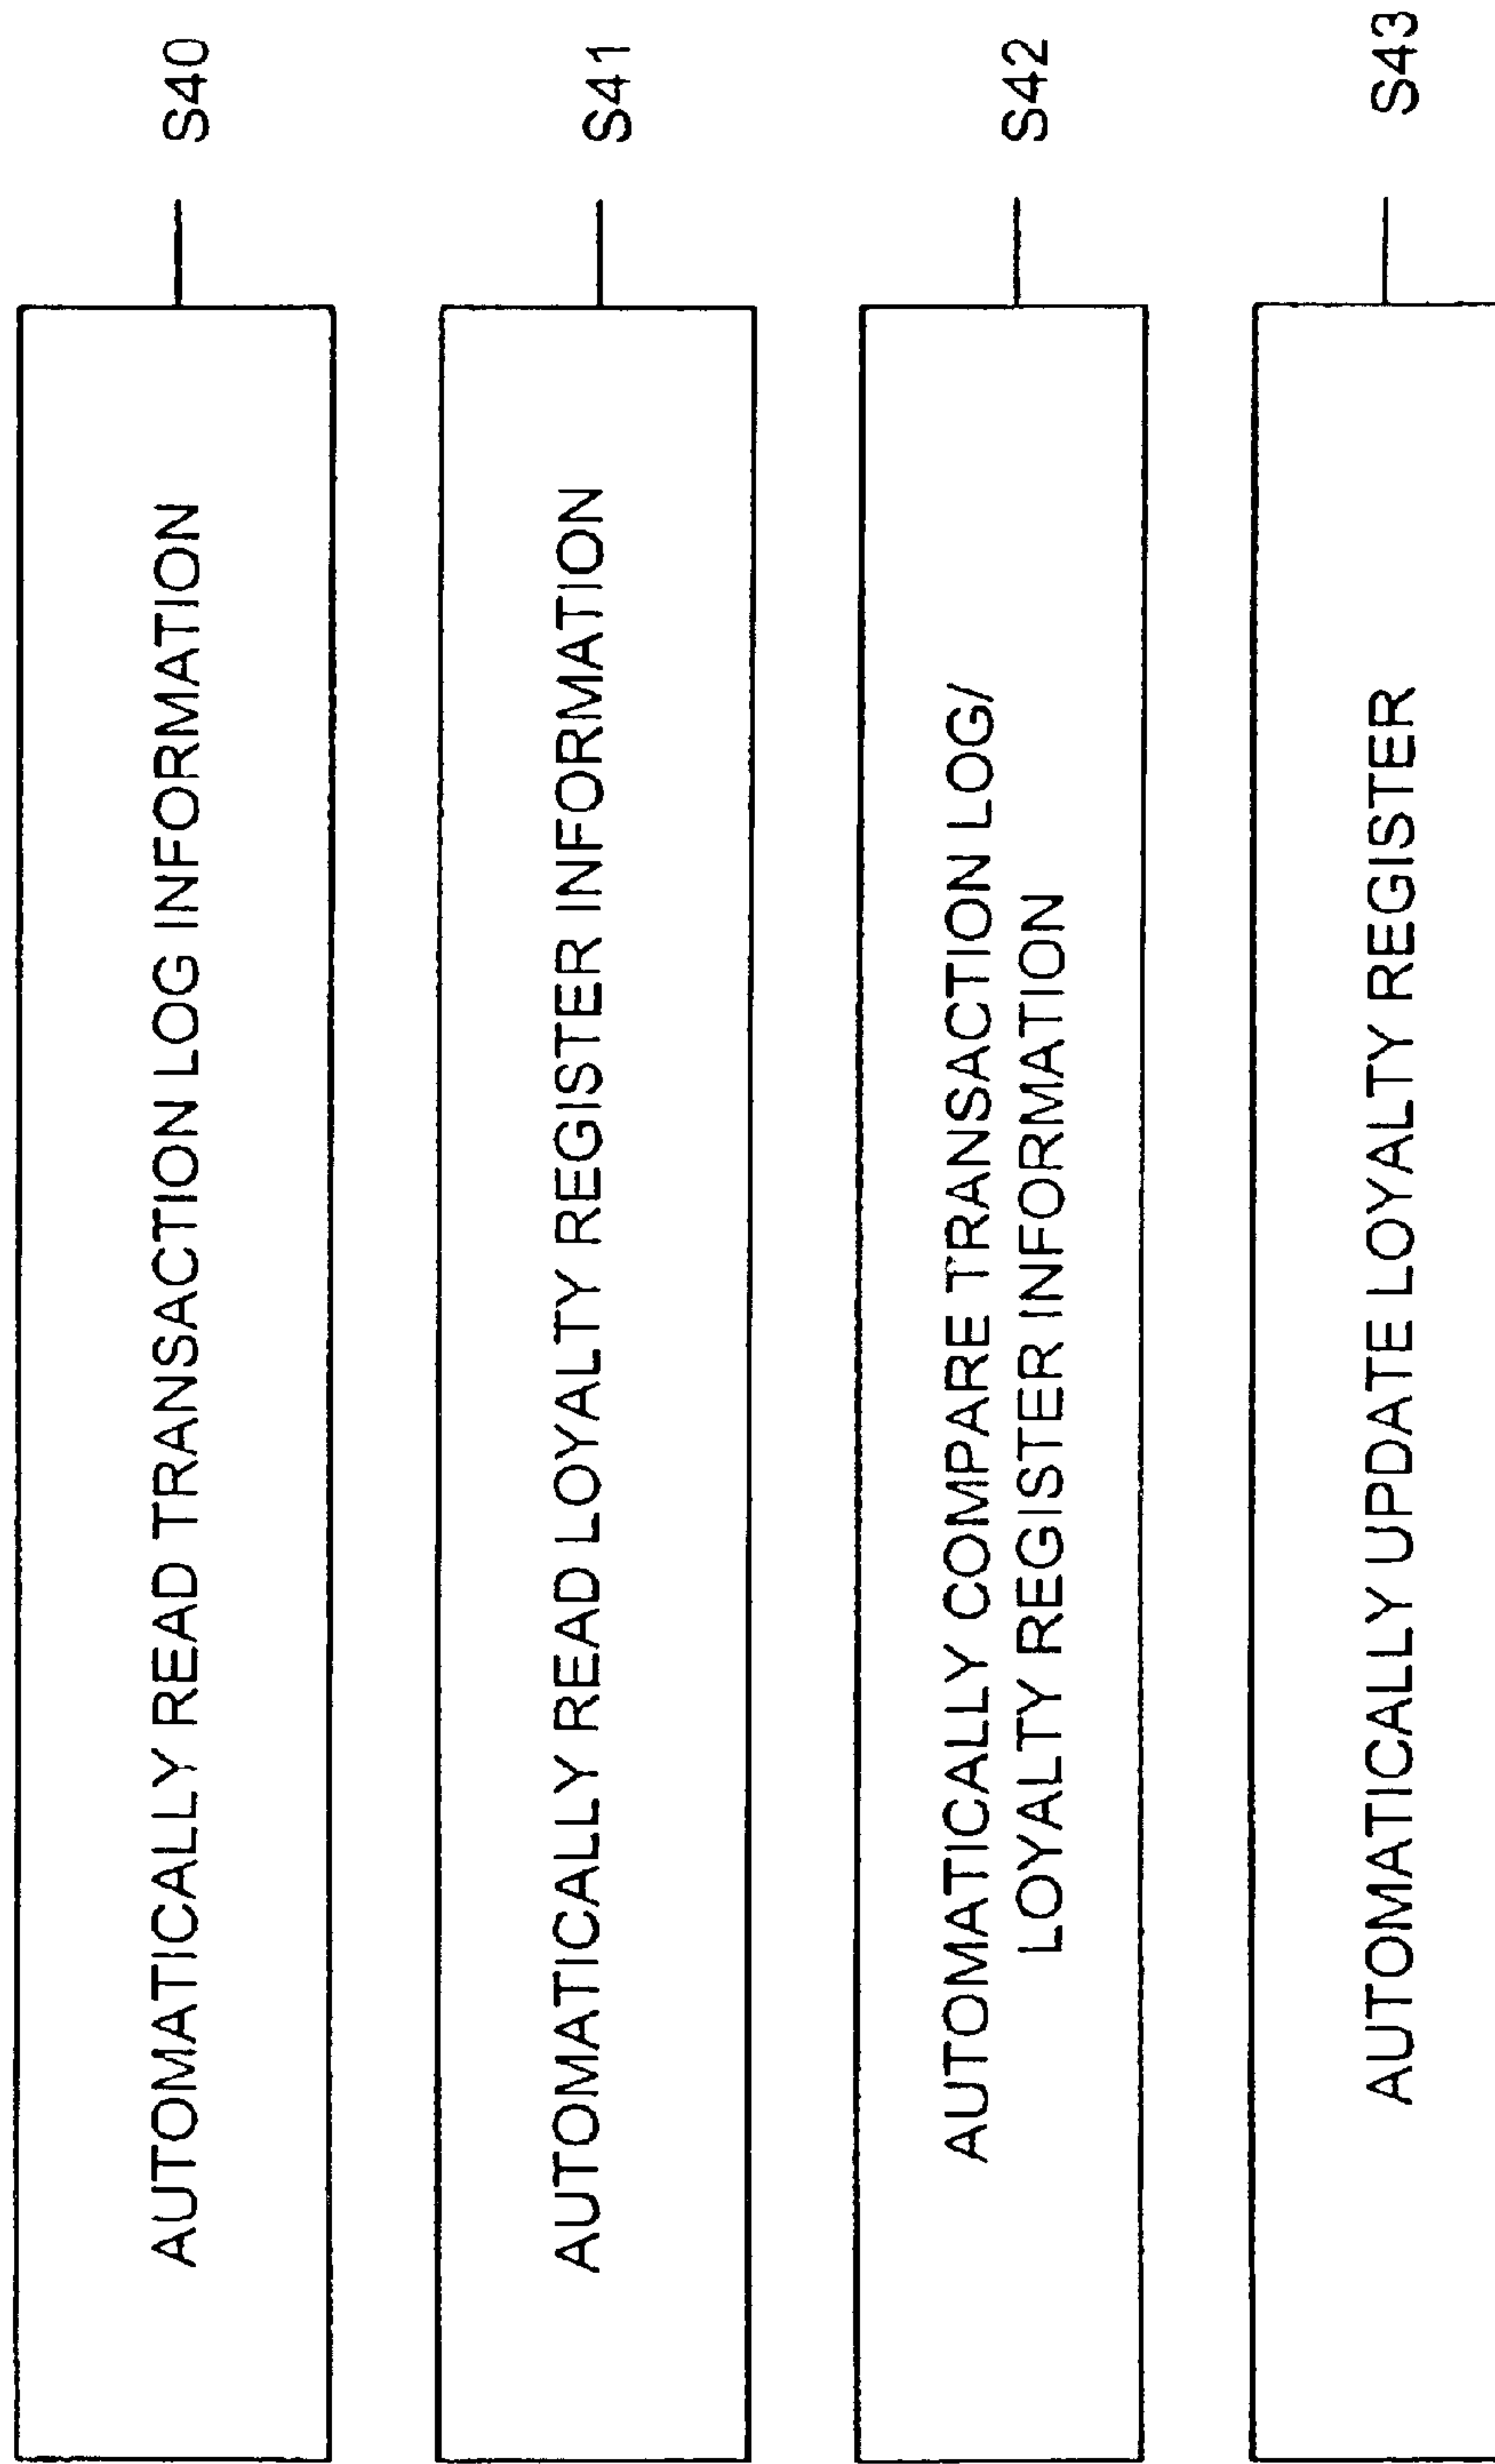 AUTOMATICALLY READ TRANSACTION LOG INFORMATION
S40
AUTOMATICALLY READ LOYALTY REGISTER INFORMATION
S41
AUTOMATICALLY COMPARE TRANSACTION LOG/
LOYALTY REGISTER INFORMATION
S42
AUTOMATICALLY UPDATE LOYALTY REGISTER
S43